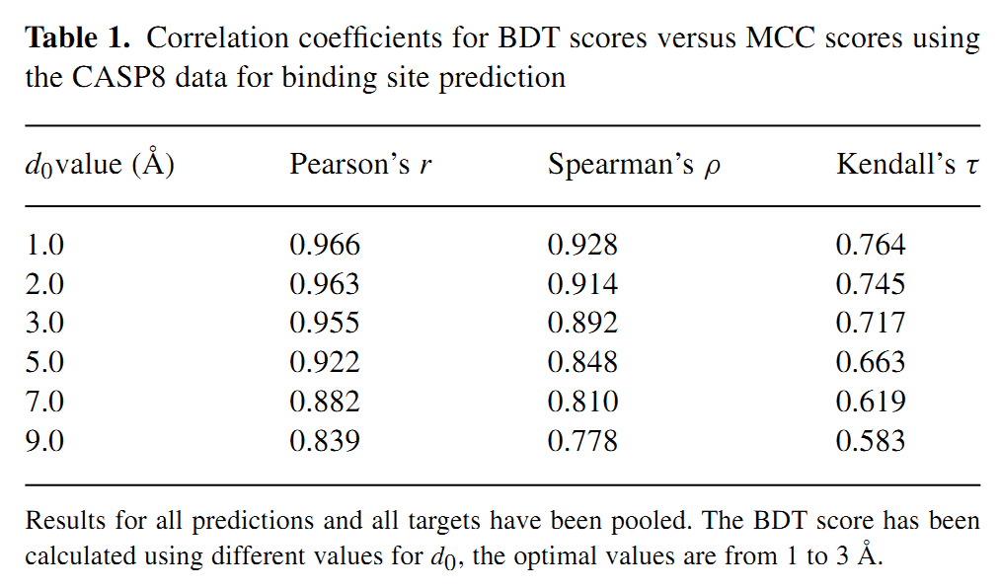 Table 1. Correlation coefficients for BDT scores versus MCC scores using
the CASP8 data for binding site prediction
d0value (Å) Pearson's r Spearman's ρ Kendall's τ
1.0 0.966 0.928 0.764
2.0 0.963 0.914 0.745
3.0 0.955 0.892 0.717
5.0 0.922 0.848 0.663
7.0 0.882 0.810 0.619
9.0 0.839 0.778 0.583
Results for all predictions and all targets have been pooled. The BDT score has been
calculated using different values for d0, the optimal values are from 1 to 3 Å.